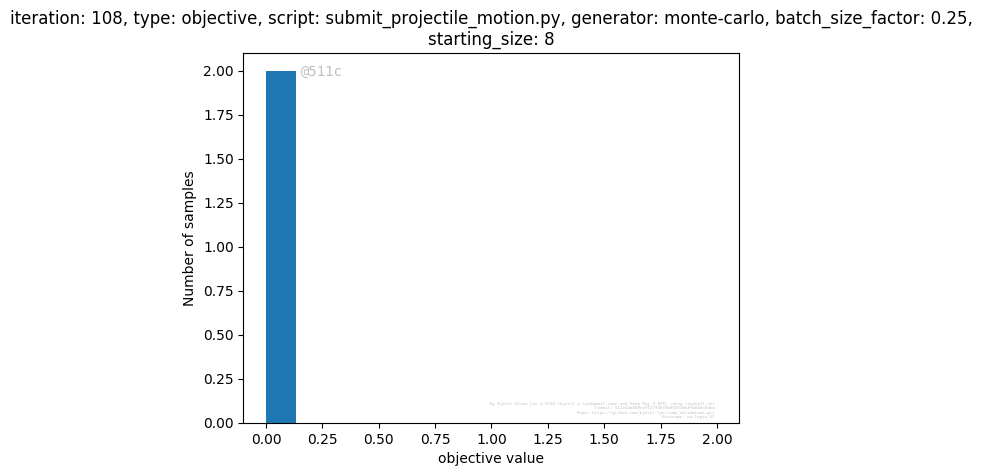 iteration: 108, type: objective, script: submit_projectile_motion.py, generator: monte-carlo, batch_size_factor: 0.25,
starting_size: 8
2.00
@511c
1.75
1.50
1.25
Number of samples
1.00
0.75
0.50
0.25
0.00
0.00 0.25 0.50 0.75 1.00 1.25 1.50 1.75 2.00
objective value